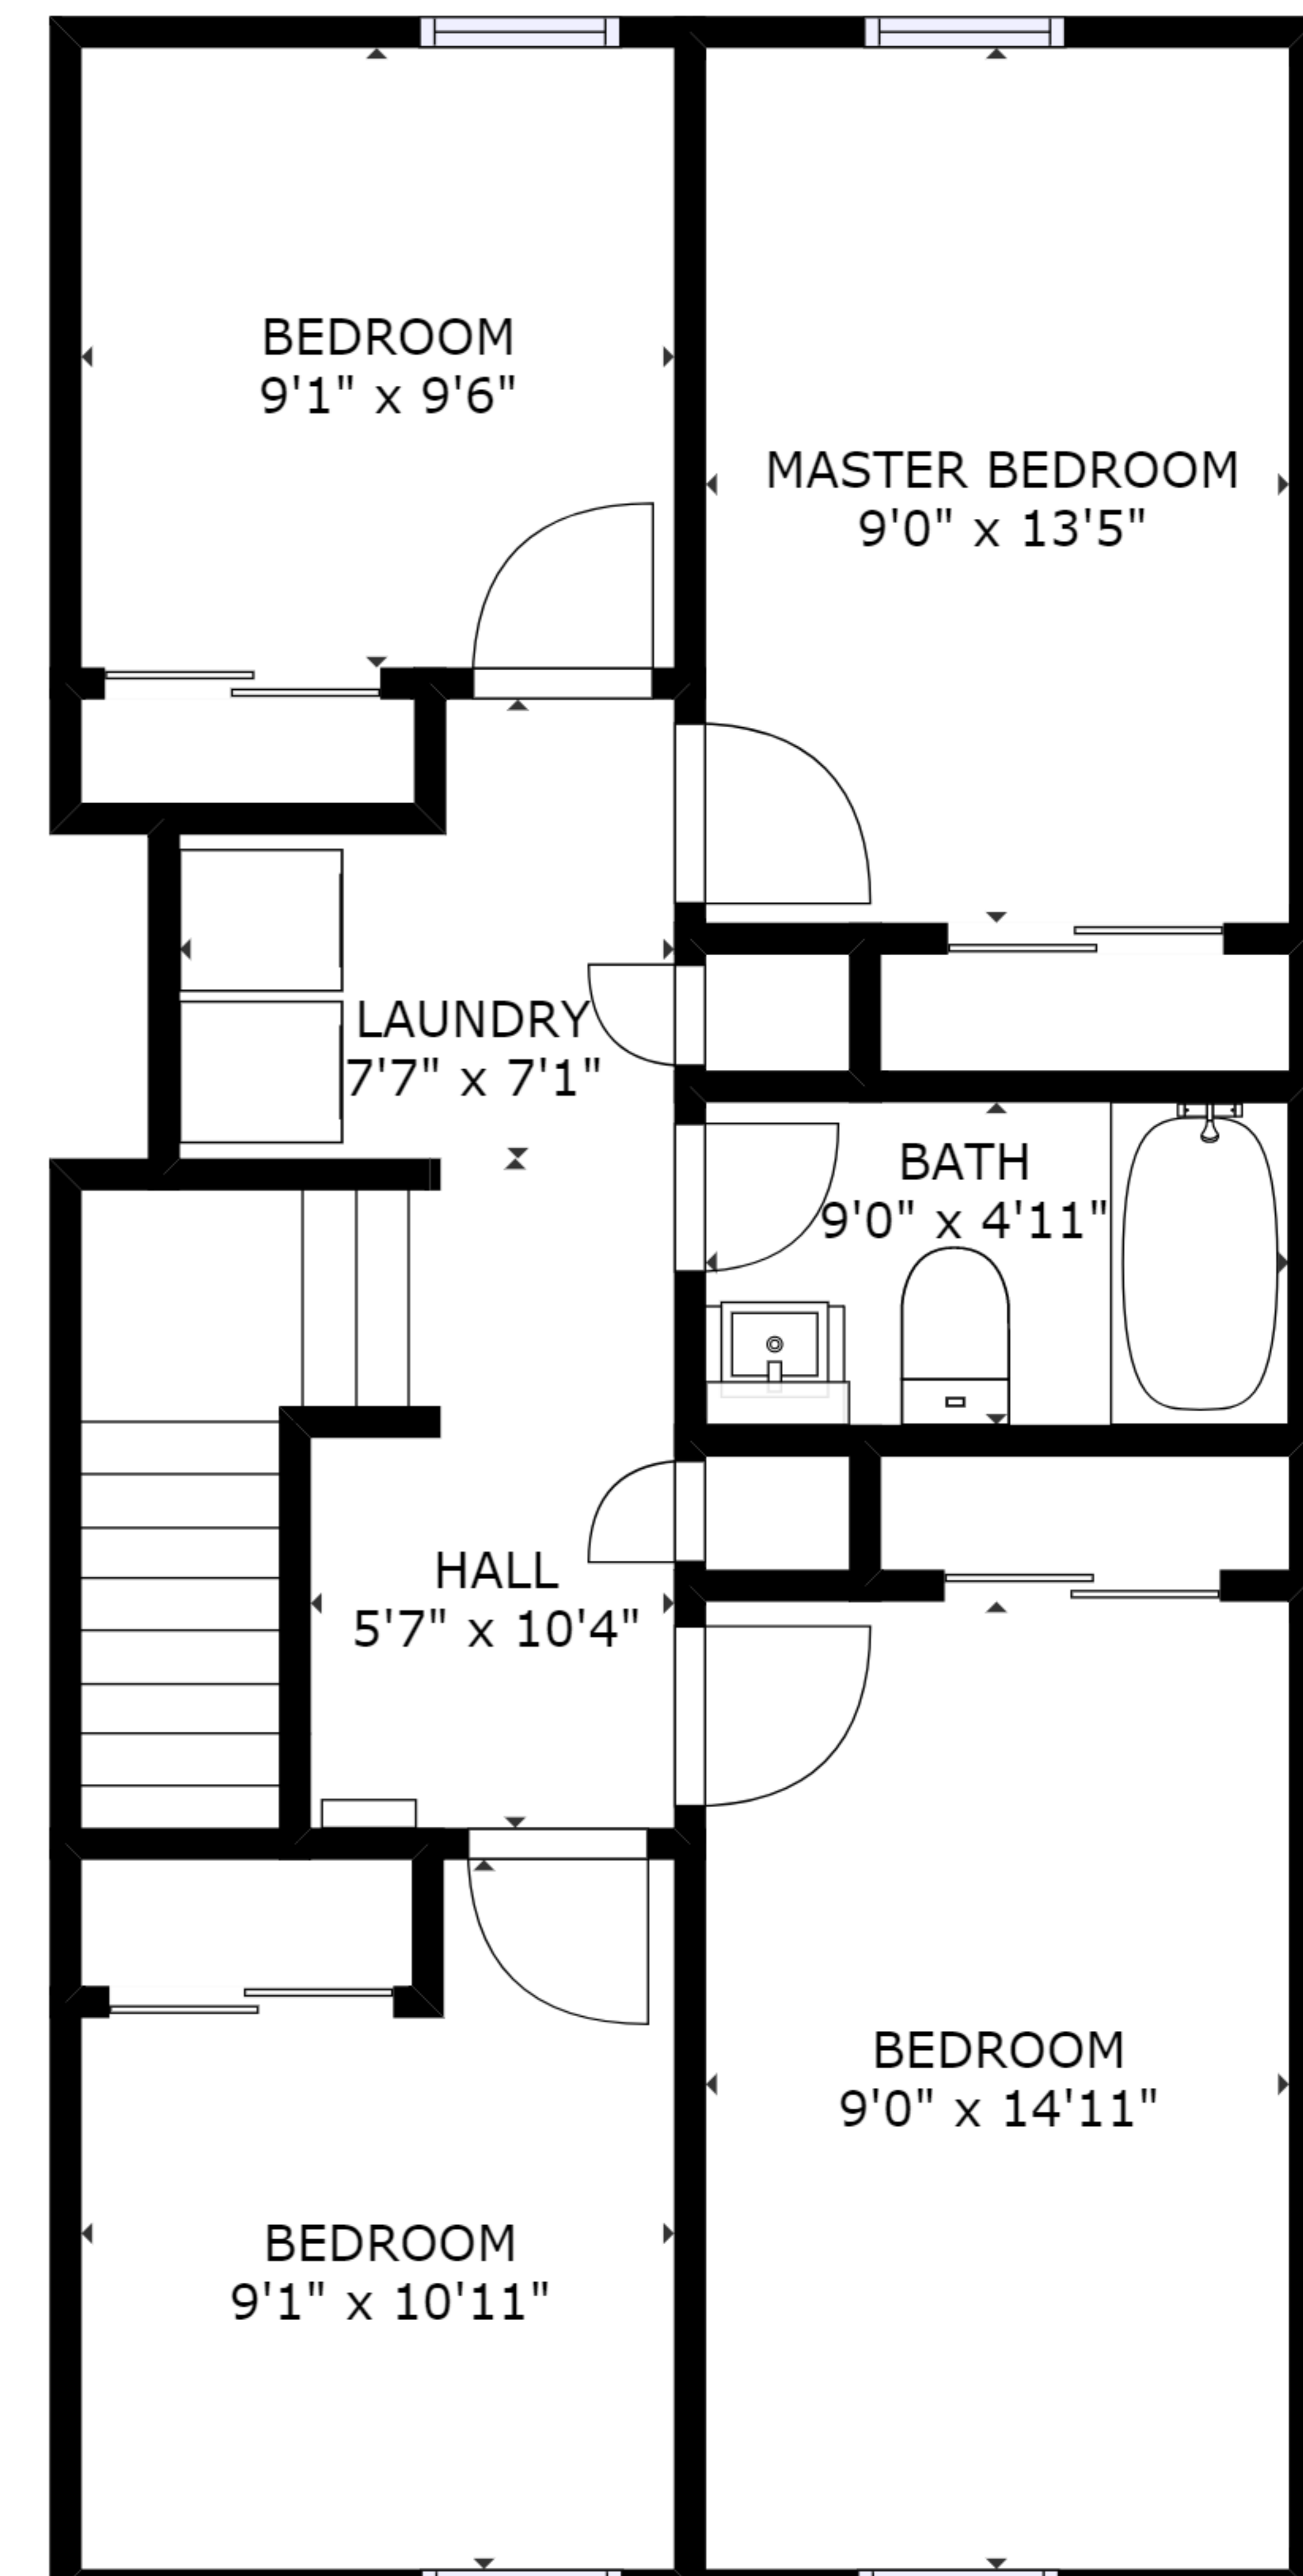 BEDROOM
9'1" x 9'6"
MASTER BEDROOM
9'0" x 13'5"
LAUNDRY
7'7" x 7'1"
BATH
9'0" x 4'11"
HALL
5'7" x 10'4"
BEDROOM
9'0" x 14'11"
BEDROOM
9'1" x 10'11"